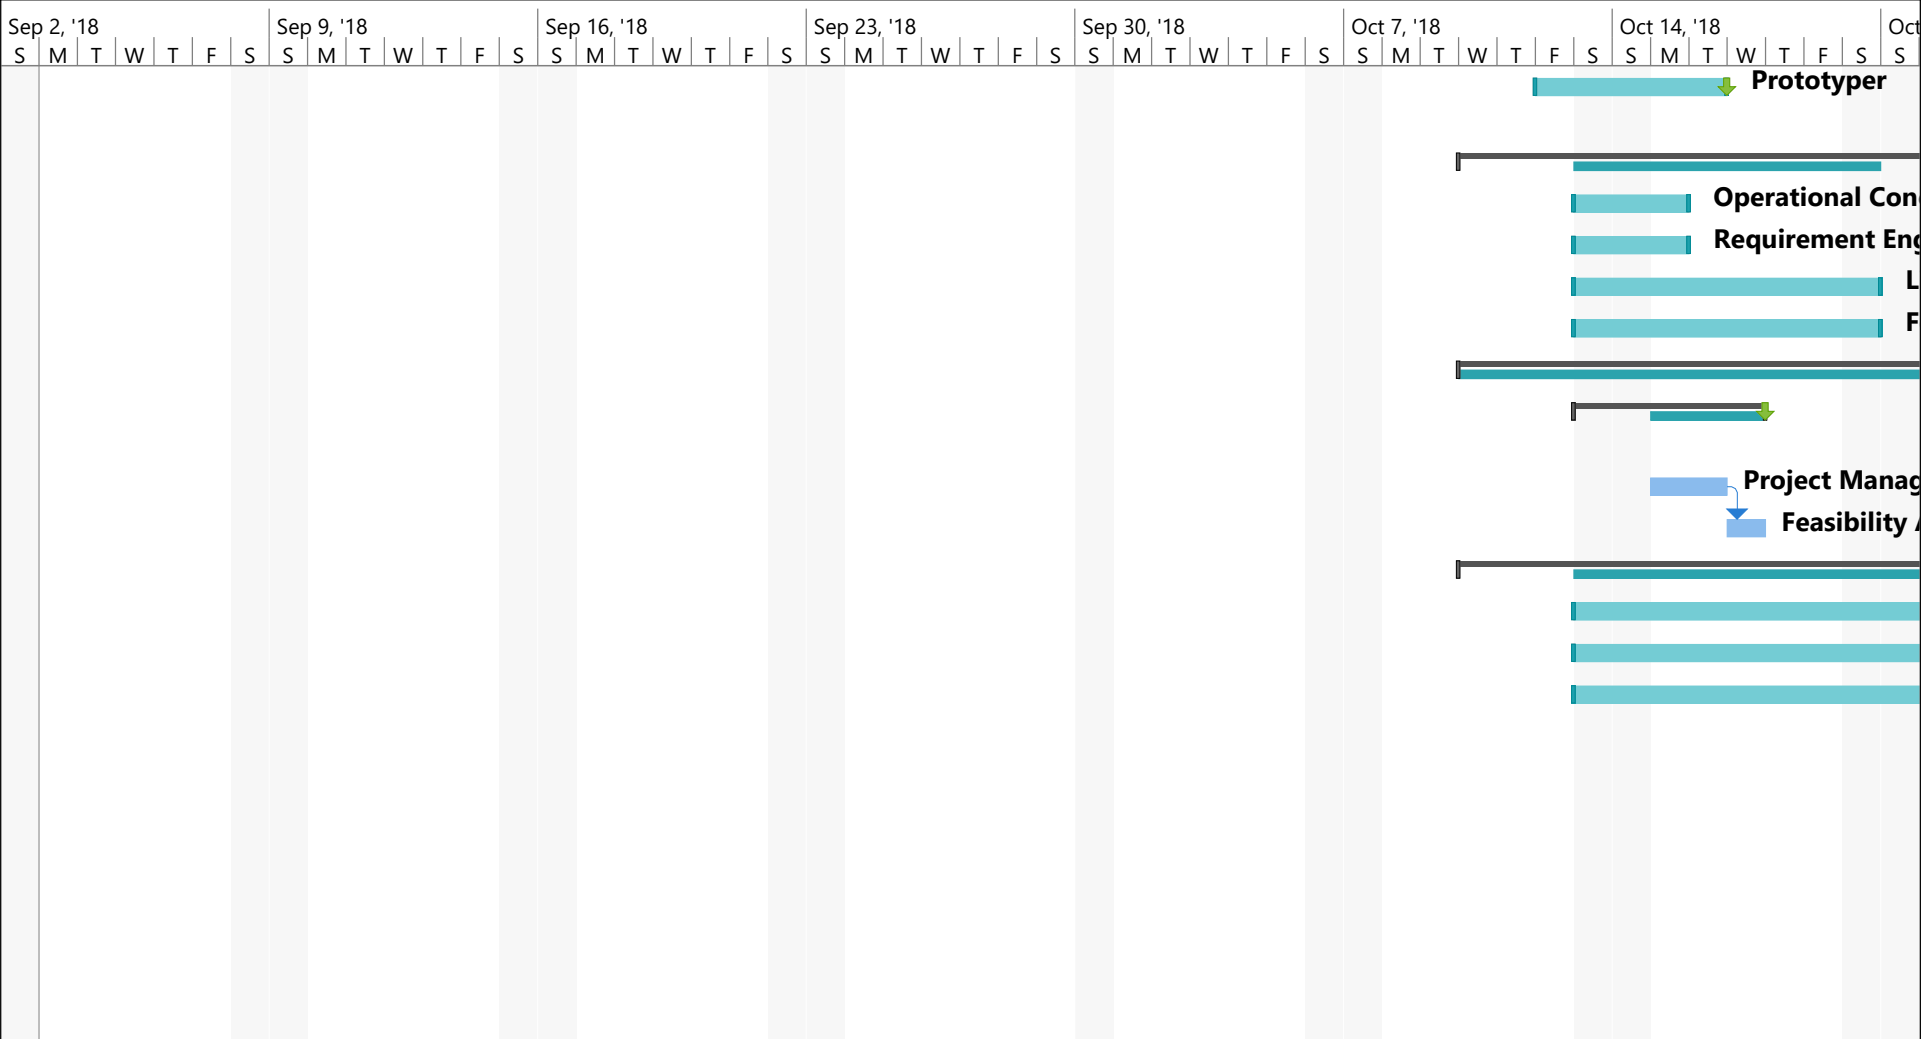 Sep 2, '18 Sep 9, '18 Sep 16, '18 Sep 23, '18 Sep 30, '18 Oct 7, '18 Oct 14, '18 Oct
S M T W T F S S M T W T F S S M T W T F S S M T W T F S S M T W T F S S M T W T F S S M T W T F S S
Prototyper
Operational Con
Requirement Eng
L
F
Project Manag
Feasibility